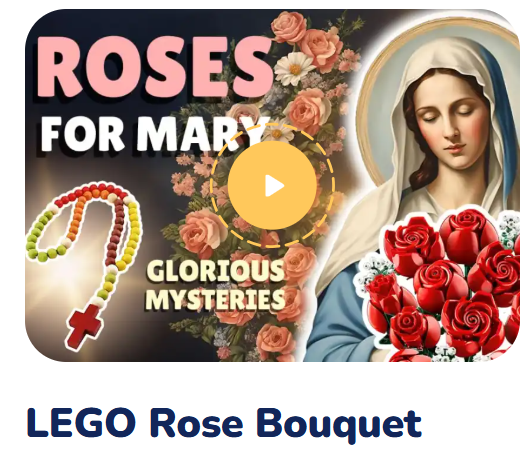 ROSES
FOR MARY
GLORIOUS
MYSTERIES
LEGO Rose Bouquet